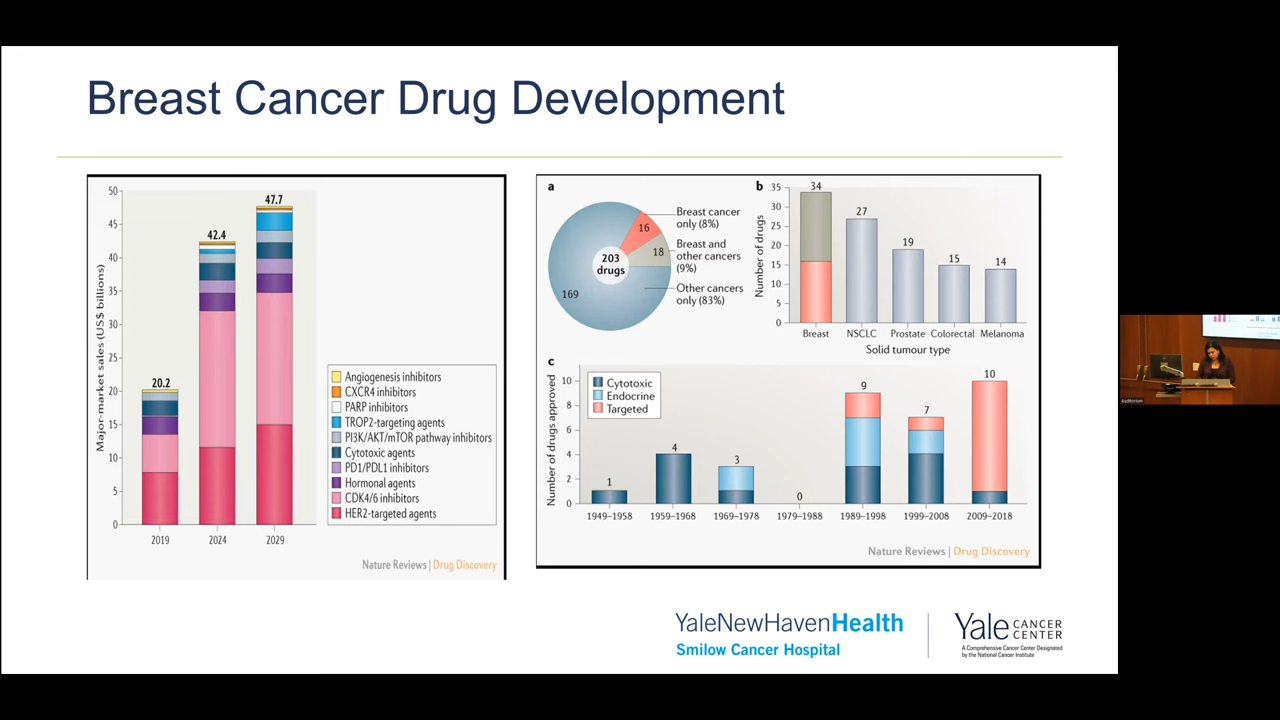 Breast Cancer Drug Development
Major-market sales (US$ billions)
50
45
40
35
30
25
20
15
10
5
0
20.2
42.4
47.7
2019
2024
2029
Angiogenesis inhibitors
CXCR4 inhibitors
PARP inhibitors
TROP2-targeting agents
PI3K/AKT/mTOR pathway inhibitors
Cytotoxic agents
PD1/PDL1 inhibitors
Hormonal agents
CDK4/6 inhibitors
HER2-targeted agents
Nature Reviews | Drug Discovery
a
203
drugs
16
18
169
Breast cancer
only (8%)
Breast and
other cancers
(9%)
Other cancers
only (83%)
b
Number of drugs
35
30
25
20
15
10
5
0
34
27
19
15
14
Breast
NSCLC
Prostate
Colorectal
Melanoma
Solid tumour type
c
Number of drugs approved
10
8
6
4
2
0
Cytotoxic
Endocrine
Targeted
1
4
3
0
9
7
10
1949–1958
1959–1968
1969–1978
1979–1988
1989–1998
1999–2008
2009–2018
Nature Reviews | Drug Discovery
YaleNewHavenHealth
Smilow Cancer Hospital
Yale CANCER
CENTER
A Comprehensive Cancer Center Designated
by the National Cancer Institute
Auditorium